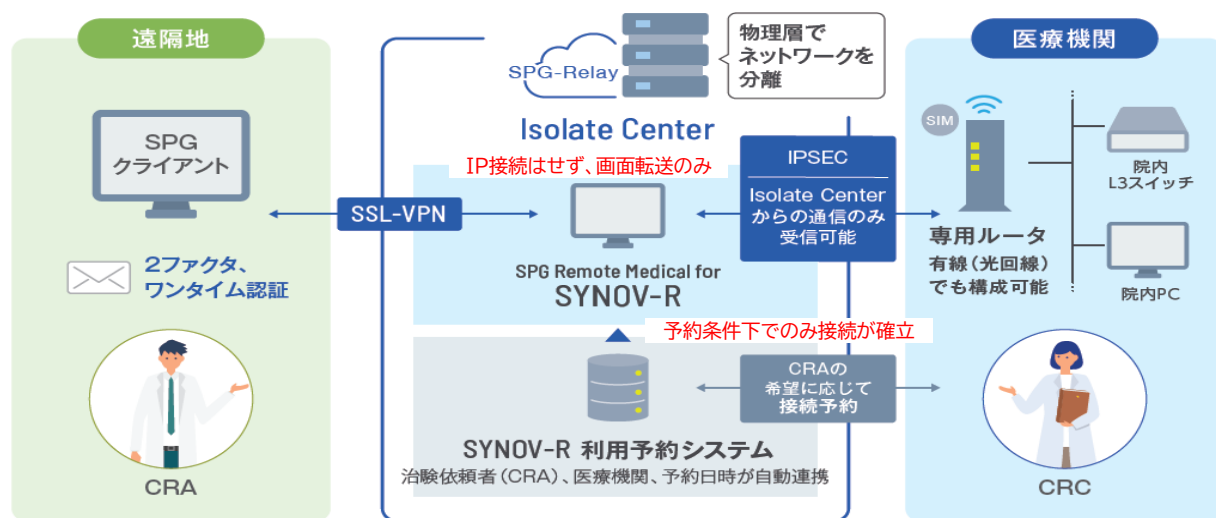 遠隔地
SPG
クライアント
2ファクタ、
ワンタイム認証
CRA
SSL-VPN
SPG-Relay
物理層で
ネットワークを
分離
Isolate Center
IP接続はせず、画面転送のみ
SPG Remote Medical for
SYNOV-R
予約条件下でのみ接続が確立
SYNOV-R 利用予約システム
治験依頼者（CRA）、医療機関、予約日時が自動連携
IPSEC
Isolate Center
からの通信のみ
受信可能
CRAの
希望に応じて
接続予約
医療機関
SIM
専用ルータ
有線（光回線）
でも構成可能
院内
L3スイッチ
院内PC
CRC